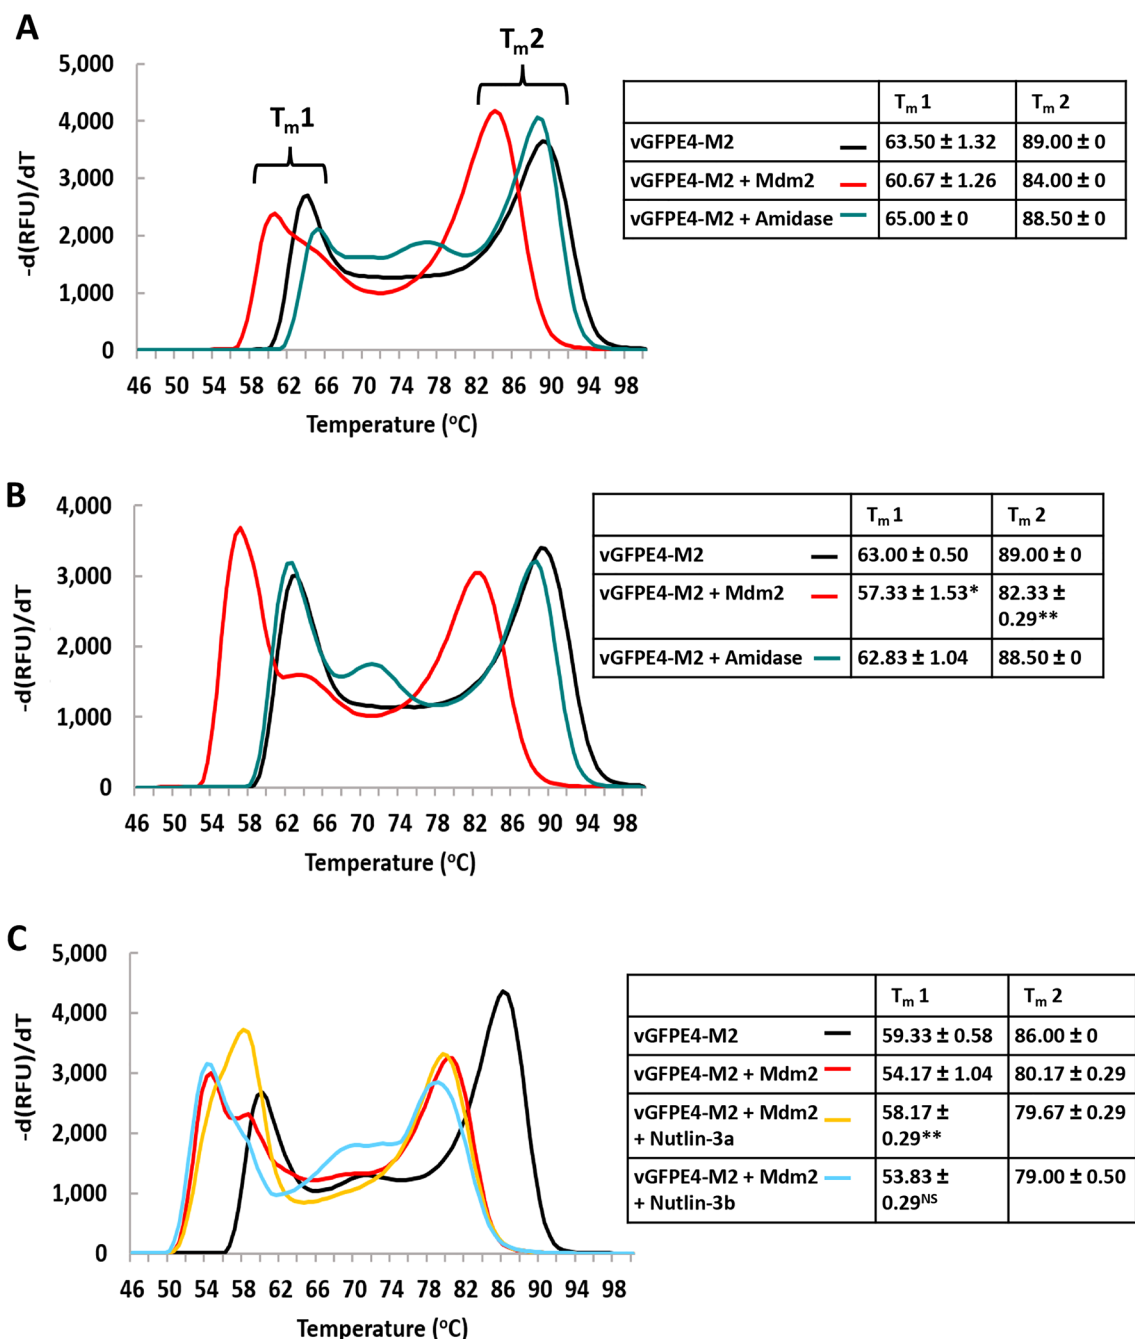 A
Tm1
Tm2
5,000
4,000
3,000
2,000
1,000
0
-d(RFU)/dT
46 50 54 58 62 66 70 74 78 82 86 90 94 98
Temperature (oC)
Tm1 Tm2
vGFPE4-M2 63.50 ± 1.32 89.00 ± 0
vGFPE4-M2 + Mdm2 60.67 ± 1.26 84.00 ± 0
vGFPE4-M2 + Amidase 65.00 ± 0 88.50 ± 0
B
4,000
3,000
2,000
1,000
0
-d(RFU)/dT
46 50 54 58 62 66 70 74 78 82 86 90 94 98
Temperature (oC)
Tm1 Tm2
vGFPE4-M2 63.00 ± 0.50 89.00 ± 0
vGFPE4-M2 + Mdm2 57.33 ± 1.53* 82.33 ±
0.29**
vGFPE4-M2 + Amidase 62.83 ± 1.04 88.50 ± 0
C
5,000
4,000
3,000
2,000
1,000
0
-d(RFU)/dT
46 50 54 58 62 66 70 74 78 82 86 90 94 98
Temperature (oC)
Tm1 Tm2
vGFPE4-M2 59.33 ± 0.58 86.00 ± 0
vGFPE4-M2 + Mdm2 54.17 ± 1.04 80.17 ± 0.29
vGFPE4-M2 + Mdm2 58.17 ± 79.67 ± 0.29
+ Nutlin-3a 0.29**
vGFPE4-M2 + Mdm2 53.83 ± 79.00 ± 0.50
+ Nutlin-3b 0.29NS